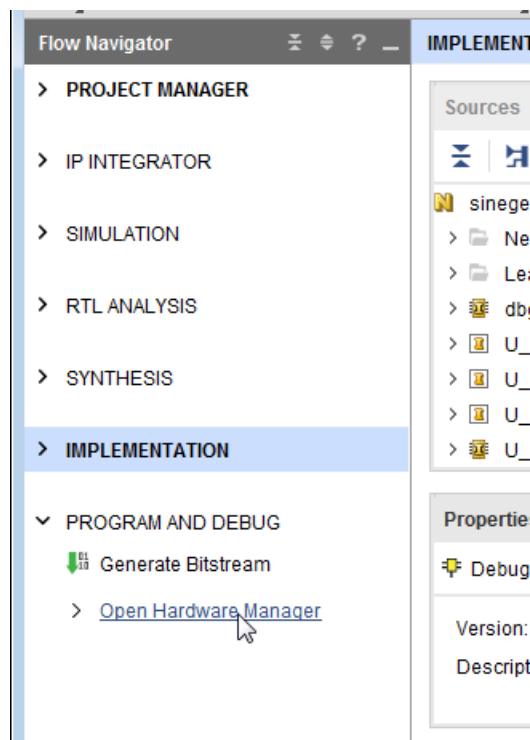 Flow Navigator
?
PROJECT MANAGER
IP INTEGRATOR
SIMULATION
RTL ANALYSIS
SYNTHESIS
IMPLEMENTATION
PROGRAM AND DEBUG
Generate Bitstream
Open Hardware Manager
IMPLEMENT
Sources
sinege
Ne
Lea
dbg
U_
U_
U_
U_
Propertie
Debug
Version:
Descript